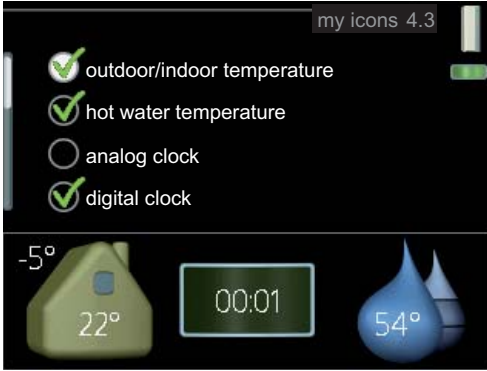 my icons 4.3
outdoor/indoor temperature
hot water temperature
analog clock
digital clock
-5°
22°
00:01
54°